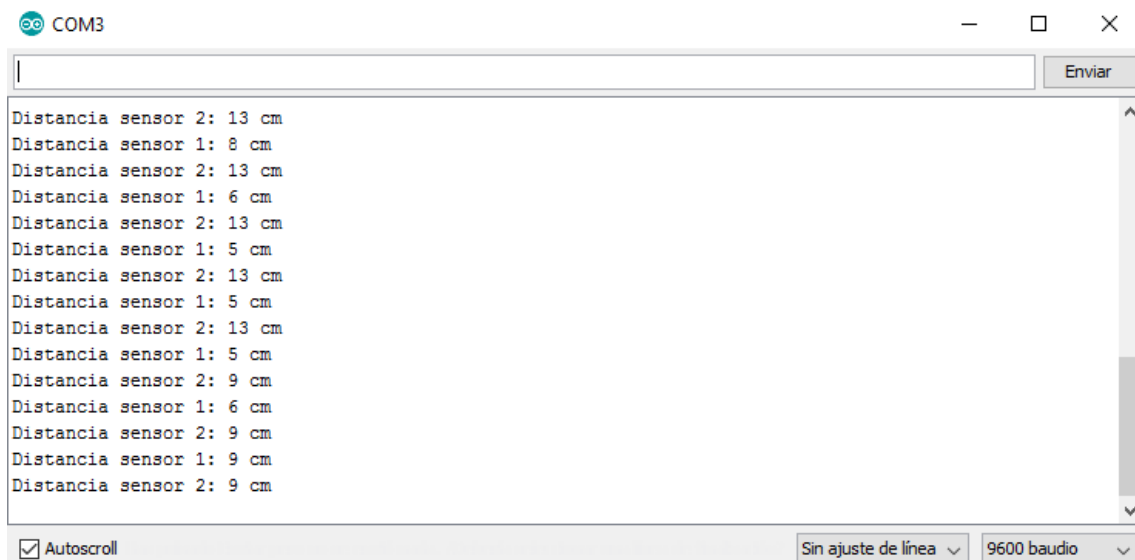 COM3
Enviar
Distancia sensor 2: 13 cm
Distancia sensor 1: 8 cm
Distancia sensor 2: 13 cm
Distancia sensor 1: 6 cm
Distancia sensor 2: 13 cm
Distancia sensor 1: 5 cm
Distancia sensor 2: 13 cm
Distancia sensor 1: 5 cm
Distancia sensor 2: 13 cm
Distancia sensor 1: 5 cm
Distancia sensor 2: 9 cm
Distancia sensor 1: 6 cm
Distancia sensor 2: 9 cm
Distancia sensor 1: 9 cm
Distancia sensor 2: 9 cm
Autoscroll Sin ajuste de línea 9600 baudio